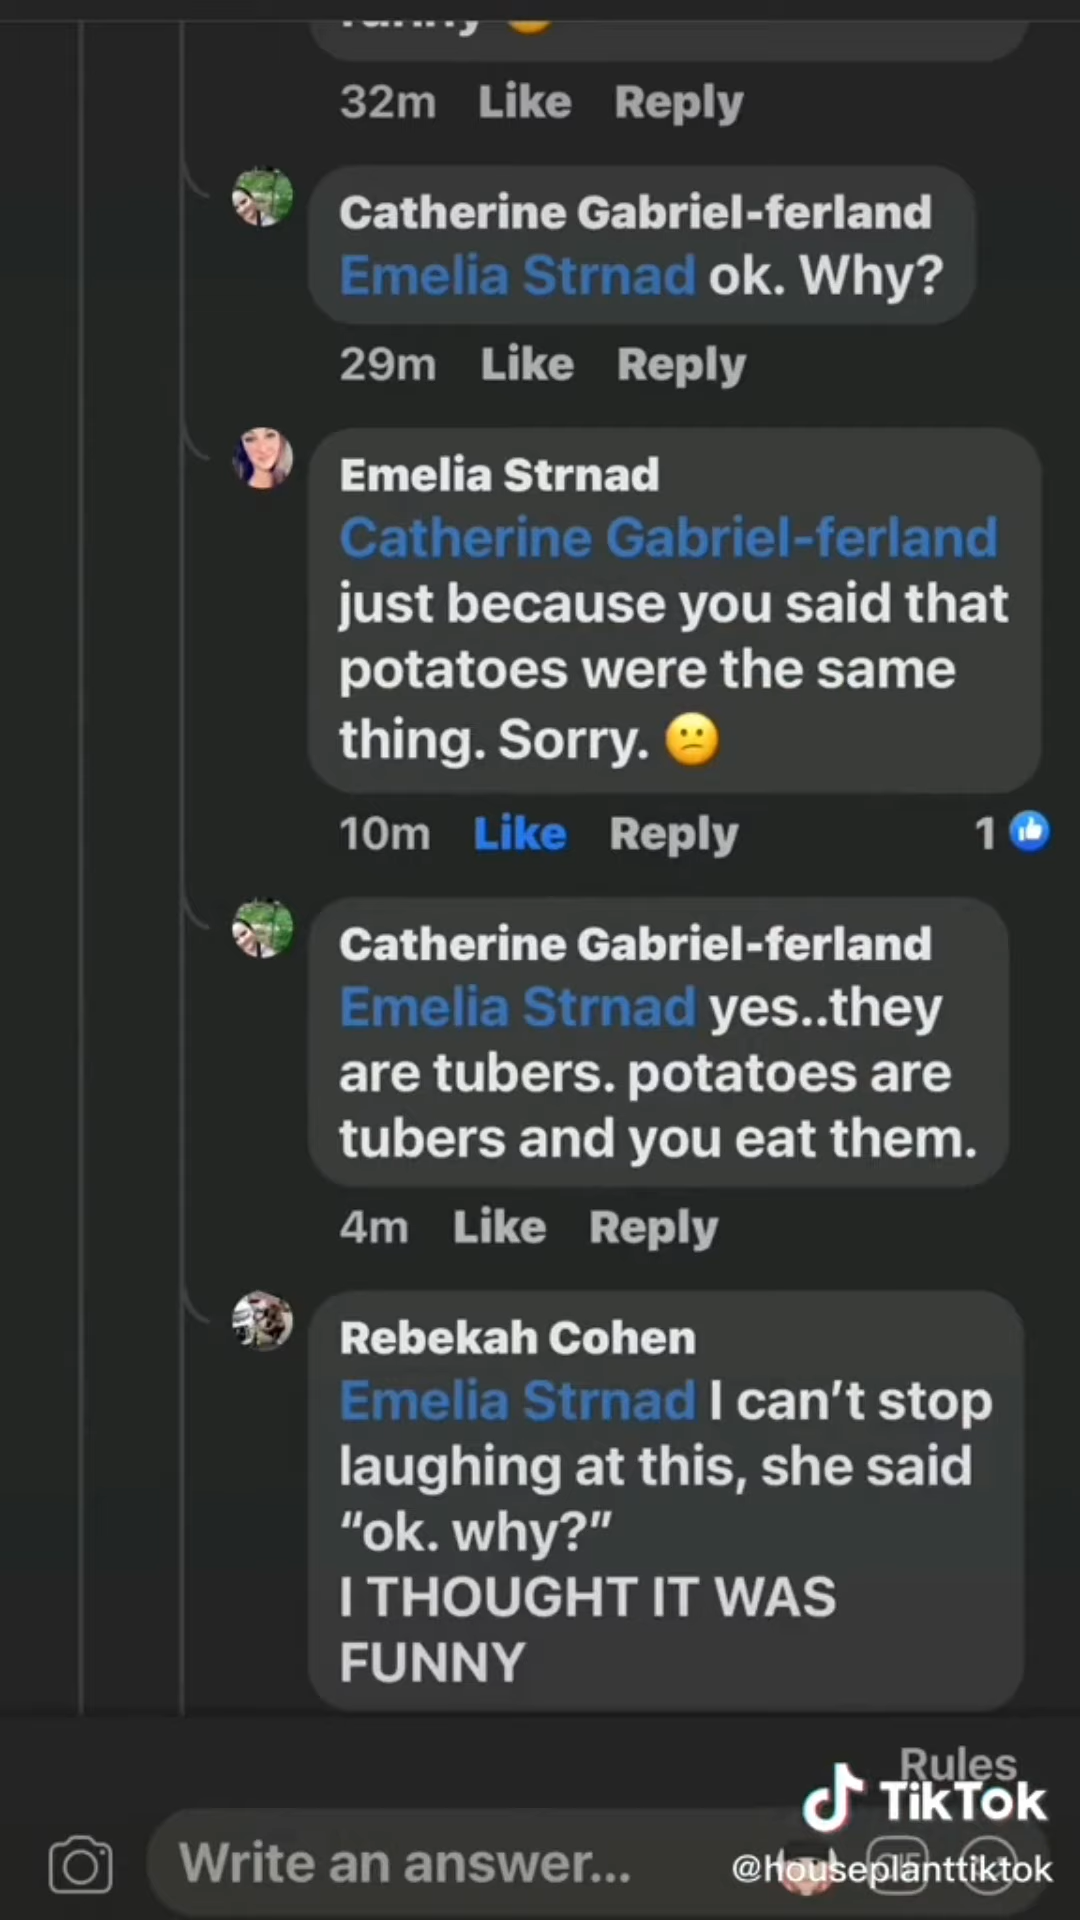 funny
32m Like Reply
Catherine Gabriel-ferland
Emelia Strnad ok. Why?
29m Like Reply
Emelia Strnad
Catherine Gabriel-ferland
just because you said that
potatoes were the same
thing. Sorry. 😕
10m Like Reply 1
Catherine Gabriel-ferland
Emelia Strnad yes..they
are tubers. potatoes are
tubers and you eat them.
4m Like Reply
Rebekah Cohen
Emelia Strnad I can’t stop
laughing at this, she said
“ok. why?”
I THOUGHT IT WAS
FUNNY
Rules
TikTok
Write an answer...
GIF
@houseplanttiktok